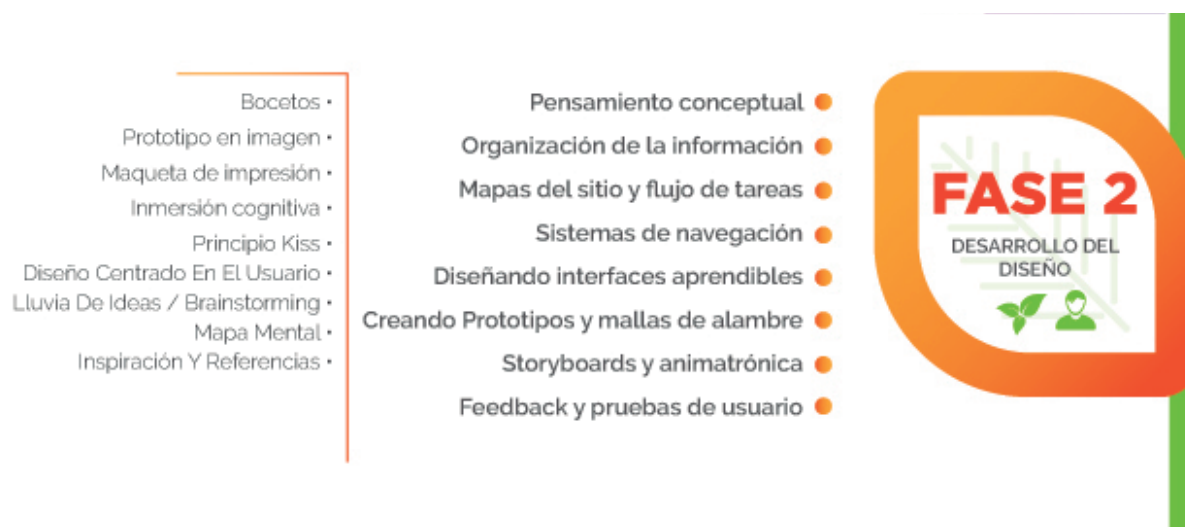 Bocetos •
Prototipo en imagen •
Maqueta de impresión •
Inmersión cognitiva •
Principio Kiss •
Diseño Centrado En El Usuario •
Lluvia De Ideas / Brainstorming •
Mapa Mental •
Inspiración Y Referencias •
Pensamiento conceptual
Organización de la información
Mapas del sitio y flujo de tareas
Sistemas de navegación
Diseñando interfaces aprendibles
Creando Prototipos y mallas de alambre
Storyboards y animatrónica
Feedback y pruebas de usuario
FASE 2
DESARROLLO DEL
DISEÑO